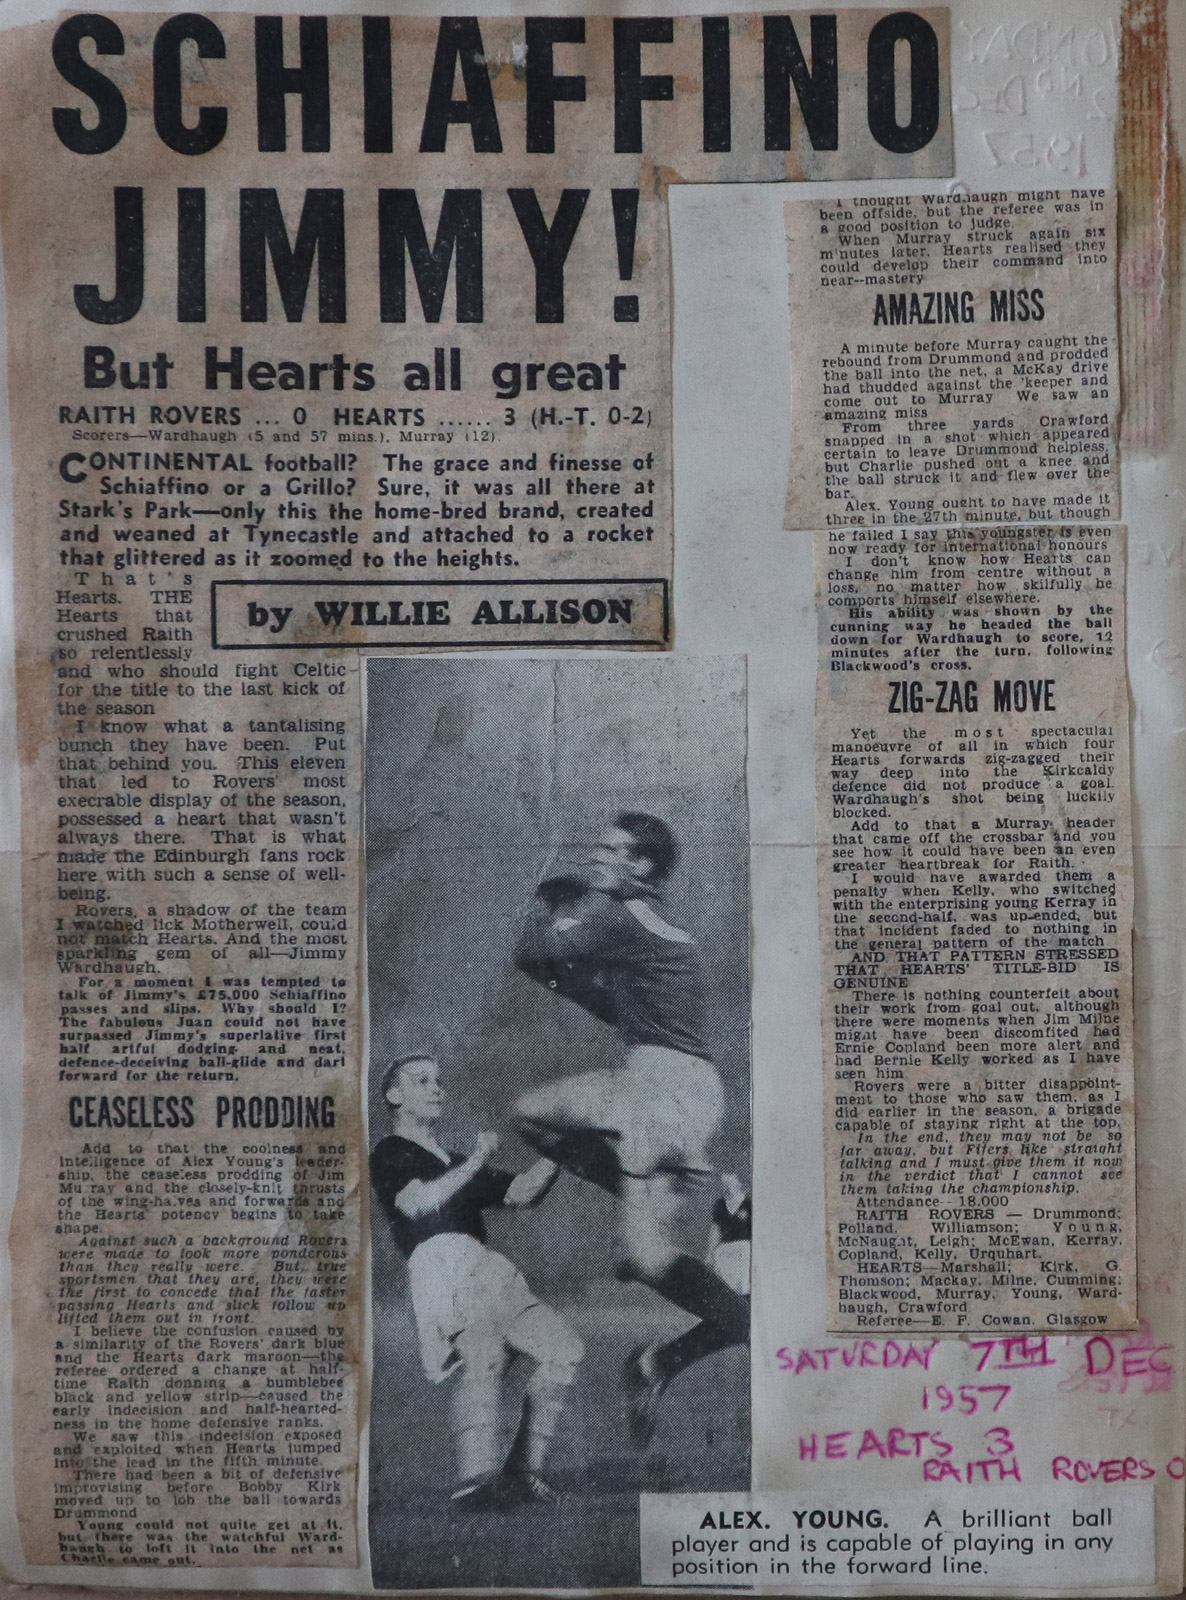 SCHIAFFINO
JIMMY!
But Hearts all great
RAITH ROVERS ... 0 HEARTS ...... 3 (H.-T. 0-2)
Scorers—Wardhaugh (5 and 57 mins.), Murray (12).
CONTINENTAL football? The grace and finesse of
Schiaffino or a Grillo? Sure, it was all there at
Stark's Park—only this the home-bred brand, created
and weaned at Tynecastle and attached to a rocket
that glittered as it zoomed to the heights.
by WILLIE ALLISON
That's
Hearts. THE
Hearts that
crushed Raith
so relentlessly
and who should fight Celtic
for the title to the last kick of
the season
I know what a tantalising
bunch they have been. Put
that behind you. This eleven
that led to Rovers' most
execrable display of the season,
possessed a heart that wasn't
always there. That is what
made the Edinburgh fans rock
here with such a sense of well-
being.
Rovers, a shadow of the team
I watched lick Motherwell, could
not match Hearts. And the most
sparkling gem of all—Jimmy
Wardhaugh.
For a moment I was tempted to
talk of Jimmy's £75,000 Schiaffino
passes and slips. Why should I?
The fabulous Juan could not have
surpassed Jimmy's superlative first
half artful dodging and neat,
defence-deceiving ball-glide and dart
forward for the return.
CEASELESS PRODDING
Add to that the coolness and
intelligence of Alex Young's leader-
ship, the ceaseless prodding of Jim
Murray and the closely-knit thrusts
of the wing-halves and forwards and
the Hearts' potency begins to take
shape.
Against such a background Rovers
were made to look more ponderous
than they really were. But, true
sportsmen that they are, they were
the first to concede that the faster
passing Hearts and slick follow up
lifted them out in front.
I believe the confusion caused by
a similarity of the Rovers' dark blue
and the Hearts dark maroon—the
referee ordered a change at half-
time Raith donning a bumblebee
black and yellow strip—caused the
early indecision and half-hearted-
ness in the home defensive ranks.
We saw this indecision exposed
and exploited when Hearts jumped
into the lead in the fifth minute.
There had been a bit of defensive
improvising before Bobby Kirk
moved up to lob the ball towards
Drummond
Young could not quite get at it,
but there was the watchful Ward-
haugh to loft it into the net as
Charlie came out.
I thought Wardhaugh might have
been offside, but the referee was in
a good position to judge.
When Murray struck again six
minutes later, Hearts realised they
could develop their command into
near--mastery
AMAZING MISS
A minute before Murray caught the
rebound from Drummond and prodded
the ball into the net, a McKay drive
had thudded against the 'keeper and
come out to Murray We saw an
amazing miss
From three yards Crawford
snapped in a shot which appeared
certain to leave Drummond helpless,
but Charlie pushed out a knee and
the ball struck it and flew over the
bar.
Alex. Young ought to have made it
three in the 27th minute, but though
he failed I say this youngster is even
now ready for international honours
I don't know how Hearts can
change him from centre without a
loss, no matter how skilfully he
comports himself elsewhere.
His ability was shown by the
cunning way he headed the ball
down for Wardhaugh to score, 12
minutes after the turn, following
Blackwood's cross.
ZIG-ZAG MOVE
Yet the most spectacular
manoeuvre of all in which four
Hearts forwards zig-zagged their
way deep into the Kirkcaldy
defence did not produce a goal.
Wardhaugh's shot being luckily
blocked.
Add to that a Murray header
that came off the crossbar and you
see how it could have been an even
greater heartbreak for Raith.
I would have awarded them a
penalty when Kelly, who switched
with the enterprising young Kerray in
the second-half, was up-ended, but
that incident faded to nothing in
the general pattern of the match
AND THAT PATTERN STRESSED
THAT HEARTS' TITLE-BID IS
GENUINE
There is nothing counterfeit about
their work from goal out, although
there were moments when Jim Milne
might have been discomfited had
Ernie Copland been more alert and
had Bernie Kelly worked as I have
seen him
Rovers were a bitter disappoint-
ment to those who saw them, as I
did earlier in the season, a brigade
capable of staying right at the top.
In the end, they may not be so
far away, but Fifers like straight
talking and I must give them it now
in the verdict that I cannot see
them taking the championship.
Attendance—18,000
RAITH ROVERS — Drummond;
Polland, Williamson; Young,
McNaught, Leigh; McEwan, Kerray,
Copland, Kelly, Urquhart.
HEARTS—Marshall; Kirk, G.
Thomson; Mackay, Milne, Cumming;
Blackwood, Murray, Young, Ward-
haugh, Crawford
Referee—E. F. Cowan, Glasgow
SATURDAY 7TH DEC
1957
HEARTS 3
RAITH ROVERS 0
ALEX. YOUNG. A brilliant ball
player and is capable of playing in any
position in the forward line.